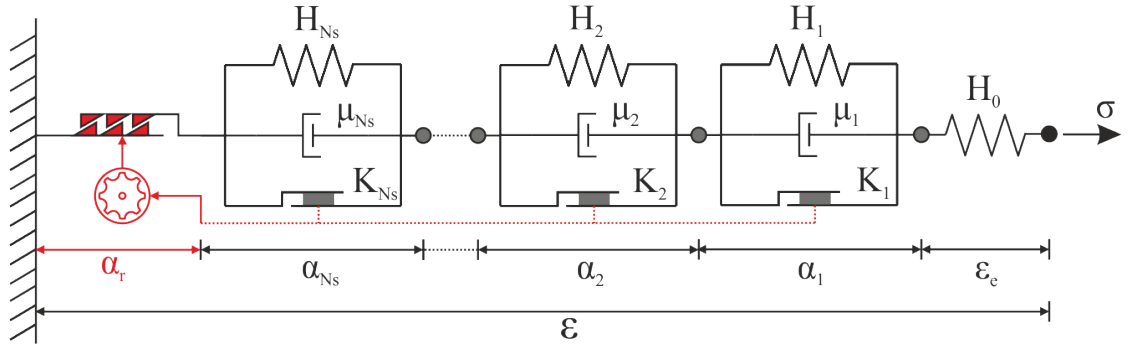 H_Ns H_2 H_1
H_0
μ_Ns μ_2 μ_1 σ
K_Ns K_2 K_1
α_r α_Ns α_2 α_1 ε_e
ε